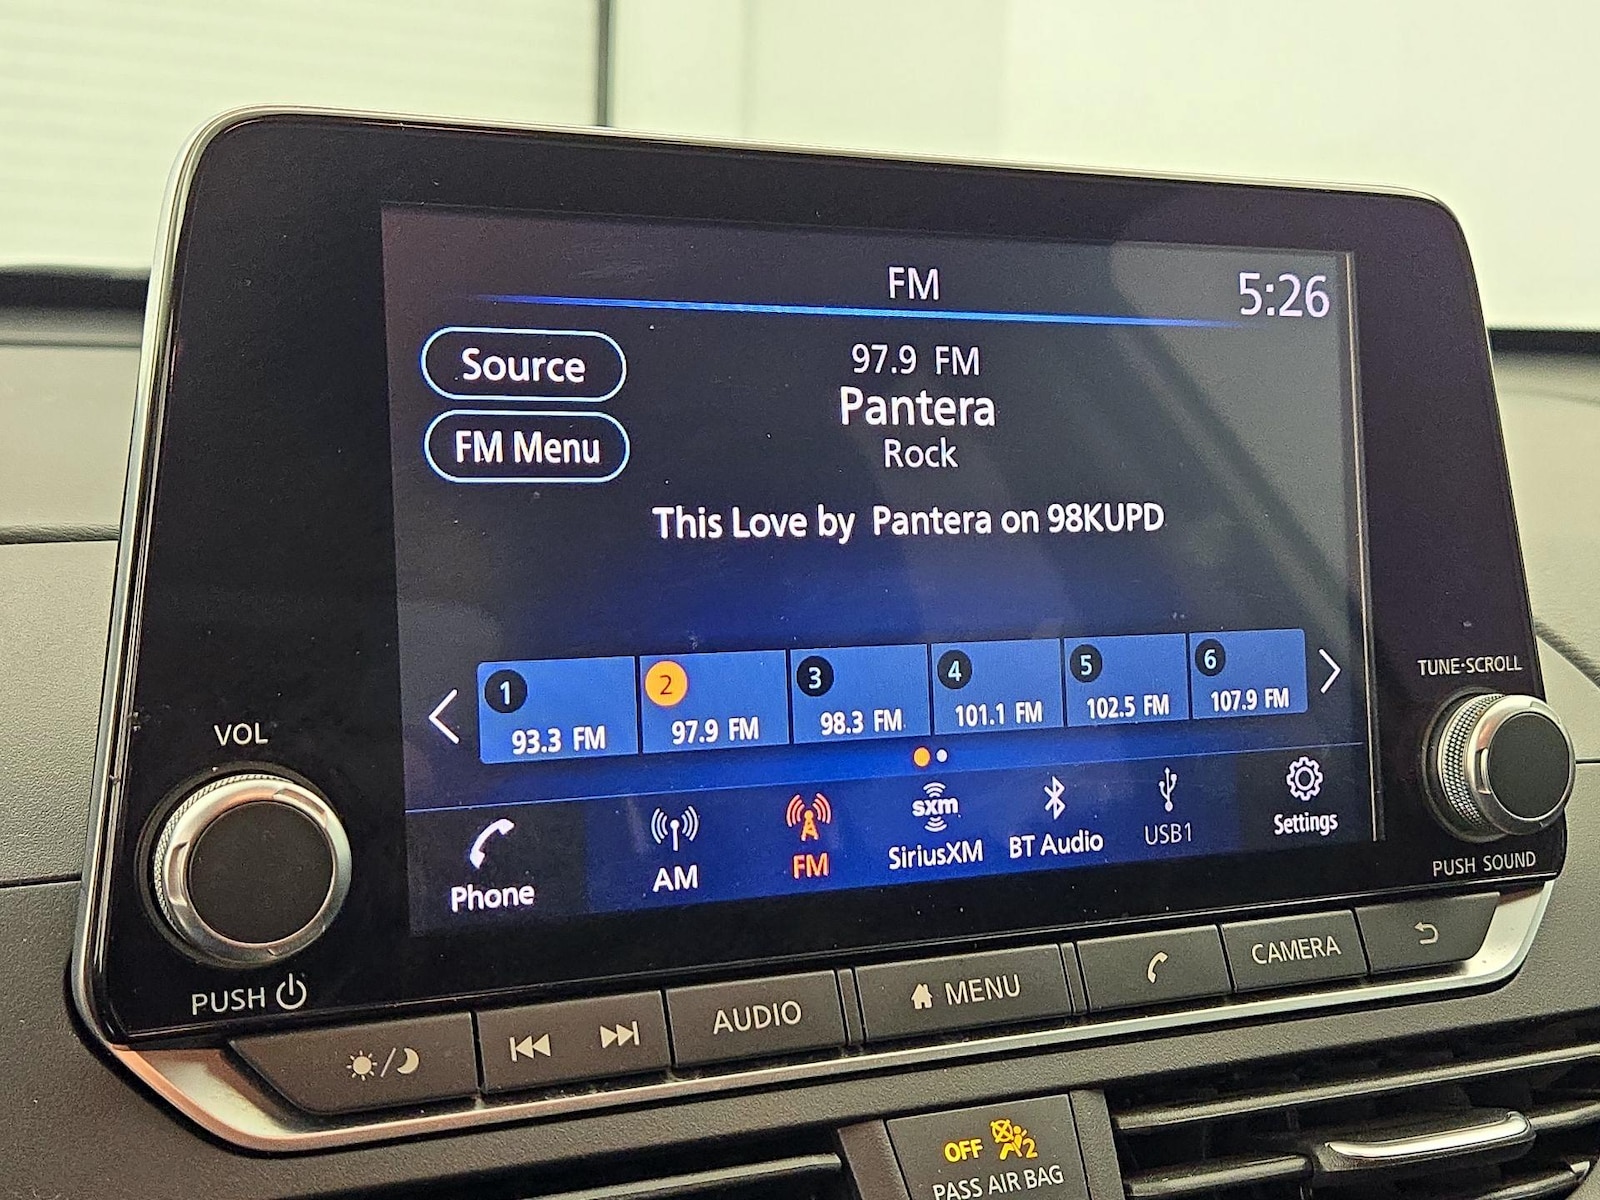 FM
5:26
Source
97.9 FM
Pantera
FM Menu
Rock
This Love by Pantera on 98KUPD
1
2
3
4
5
6
93.3 FM
97.9 FM
98.3 FM
101.1 FM
102.5 FM
107.9 FM
Phone
AM
FM
sxm
SiriusXM
BT Audio
USB1
Settings
VOL
PUSH
TUNE·SCROLL
PUSH SOUND
AUDIO
MENU
CAMERA
OFF
2
PASS AIR BAG